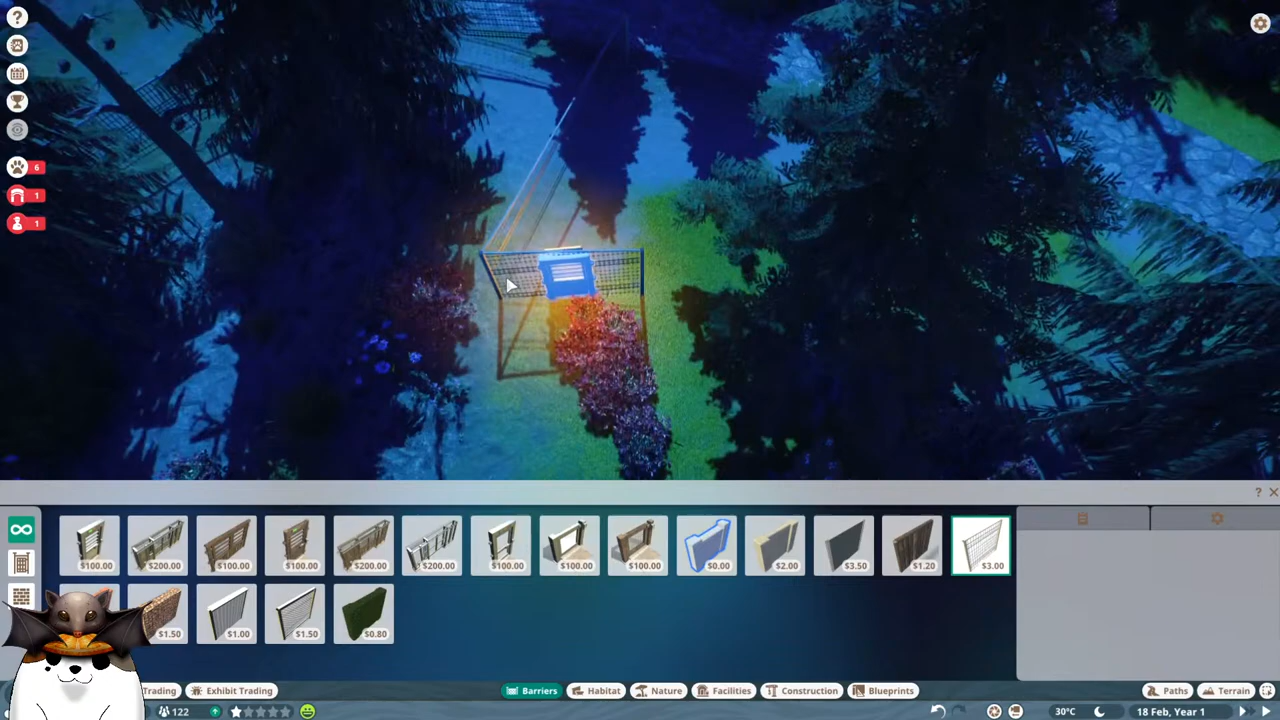 ?
6
1
1
? X
$100.00 $200.00 $100.00 $100.00 $200.00 $200.00 $100.00 $100.00 $100.00 $0.00 $2.00 $3.50 $1.20 $3.00
$1.50 $1.00 $1.50 $0.80
Trading Exhibit Trading Barriers Habitat Nature Facilities Construction Blueprints Paths Terrain
122 30°C 18 Feb, Year 1